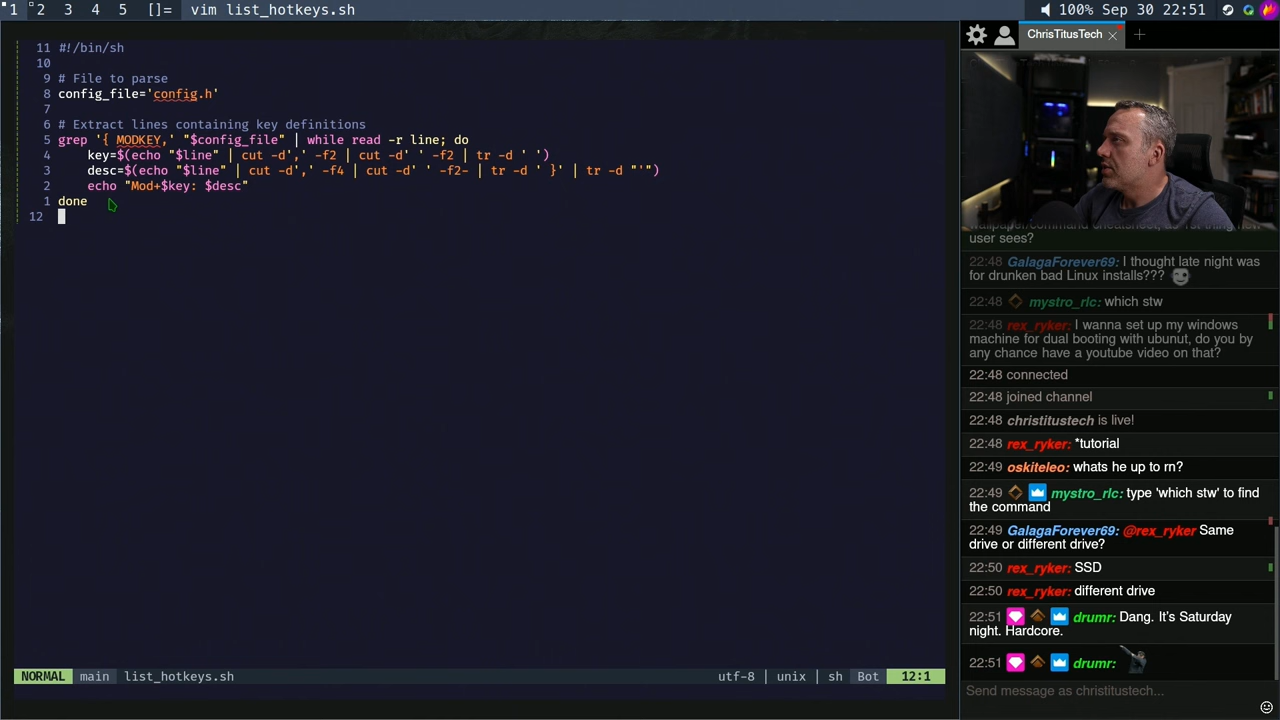 1 2 3 4 5 []= vim list_hotkeys.sh
100% Sep 30 22:51
11 #!/bin/sh
10
9 # File to parse
8 config_file='config.h'
7
6 # Extract lines containing key definitions
5 grep '{ MODKEY,' "$config_file" | while read -r line; do
4 key=$(echo "$line" | cut -d',' -f2 | cut -d' ' -f2 | tr -d ' ')
3 desc=$(echo "$line" | cut -d',' -f4 | cut -d' ' -f2- | tr -d ' }' | tr -d "'")
2 echo "Mod+$key: $desc"
1 done
12
NORMAL main list_hotkeys.sh utf-8 | unix | sh Bot 12:1
ChrisTitusTech
user sees?
22:48 GalagaForever69: I thought late night was
for drunken bad Linux installs???
22:48 mystro_rlc: which stw
22:48 rex_ryker: I wanna set up my windows
machine for dual booting with ubunut, do you by
any chance have a youtube video on that?
22:48 connected
22:48 joined channel
22:48 christitustech is live!
22:48 rex_ryker: *tutorial
22:49 oskiteleo: whats he up to rn?
22:49 mystro_rlc: type 'which stw' to find
the command
22:49 GalagaForever69: @rex_ryker Same
drive or different drive?
22:50 rex_ryker: SSD
22:50 rex_ryker: different drive
22:51 drumr: Dang. It's Saturday
night. Hardcore.
22:51 drumr:
Send message as christitustech...